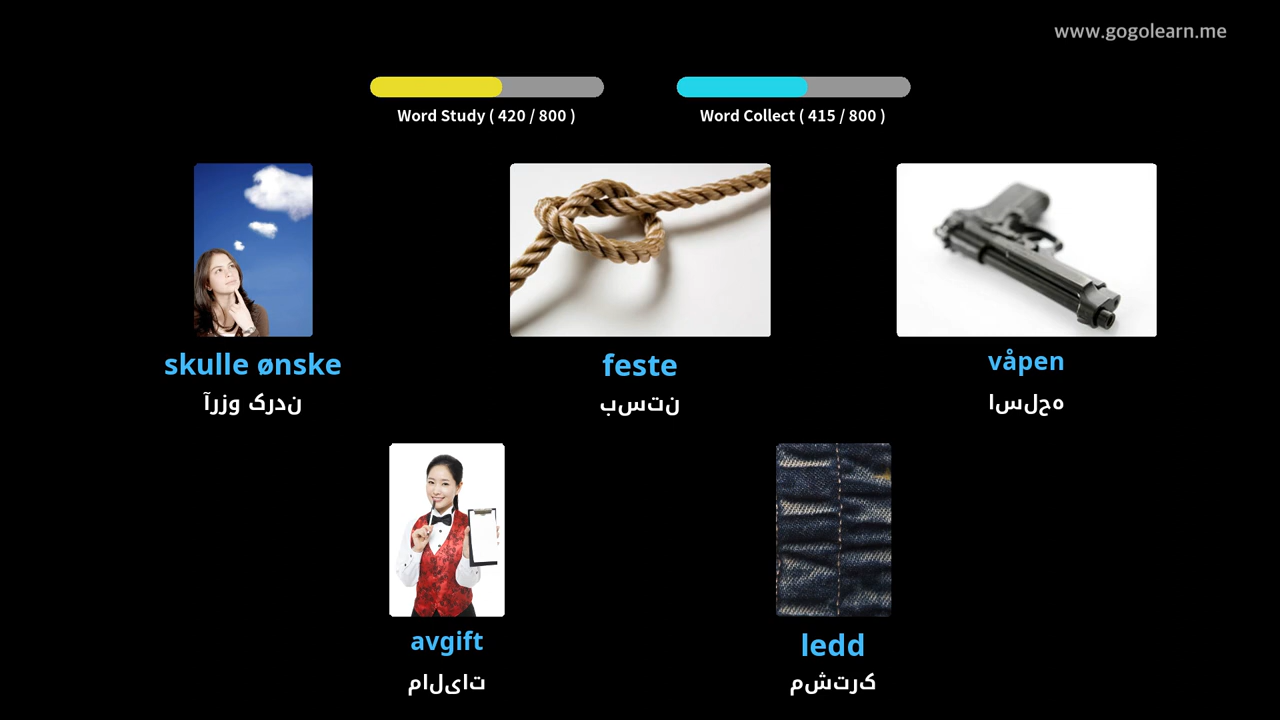 www.gogolearn.me
Word Study ( 420 / 800 )
Word Collect ( 415 / 800 )
skulle ønske
ندرک وزرآ
feste
نتسب
våpen
هحلسا
avgift
تایلام
ledd
کرتشم